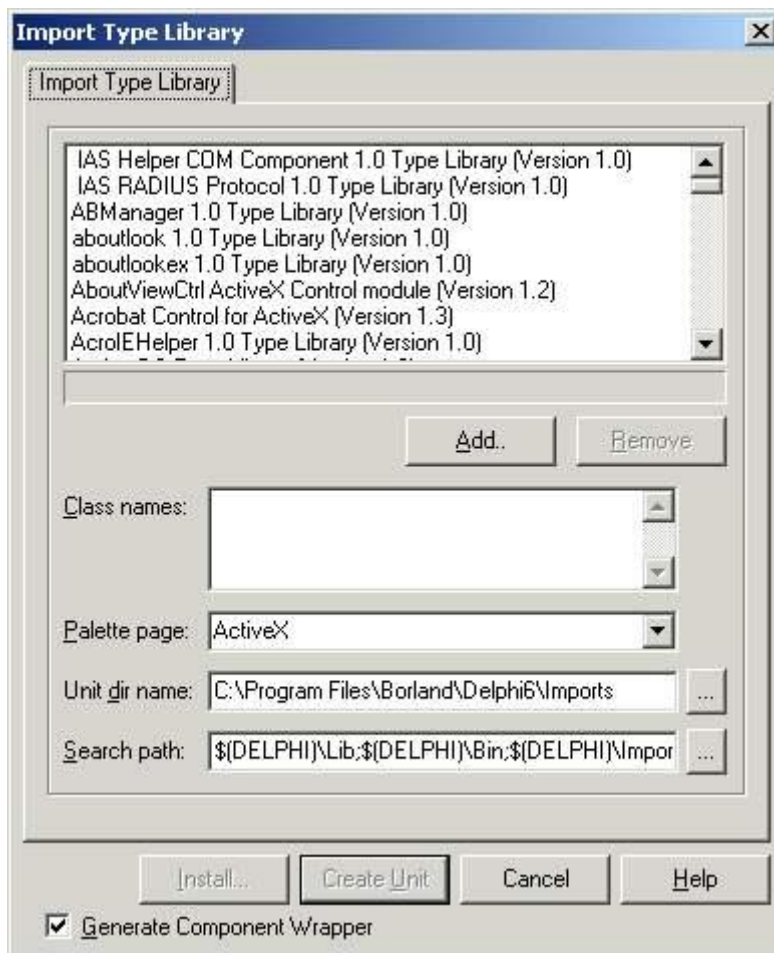 Import Type Library
Import Type Library
IAS Helper COM Component 1.0 Type Library (Version 1.0)
IAS RADIUS Protocol 1.0 Type Library (Version 1.0)
ABManager 1.0 Type Library (Version 1.0)
aboutlook 1.0 Type Library (Version 1.0)
aboutlookex 1.0 Type Library (Version 1.0)
AboutViewCtrl ActiveX Control module (Version 1.2)
Acrobat Control for ActiveX (Version 1.3)
AcroIEHelper 1.0 Type Library (Version 1.0)
Add..
Remove
Class names:
Palette page: ActiveX
Unit dir name: C:\Program Files\Borland\Delphi6\Imports ...
Search path: $(DELPHI)\Lib;$(DELPHI)\Bin;$(DELPHI)\Impor ...
Install... Create Unit Cancel Help
Generate Component Wrapper